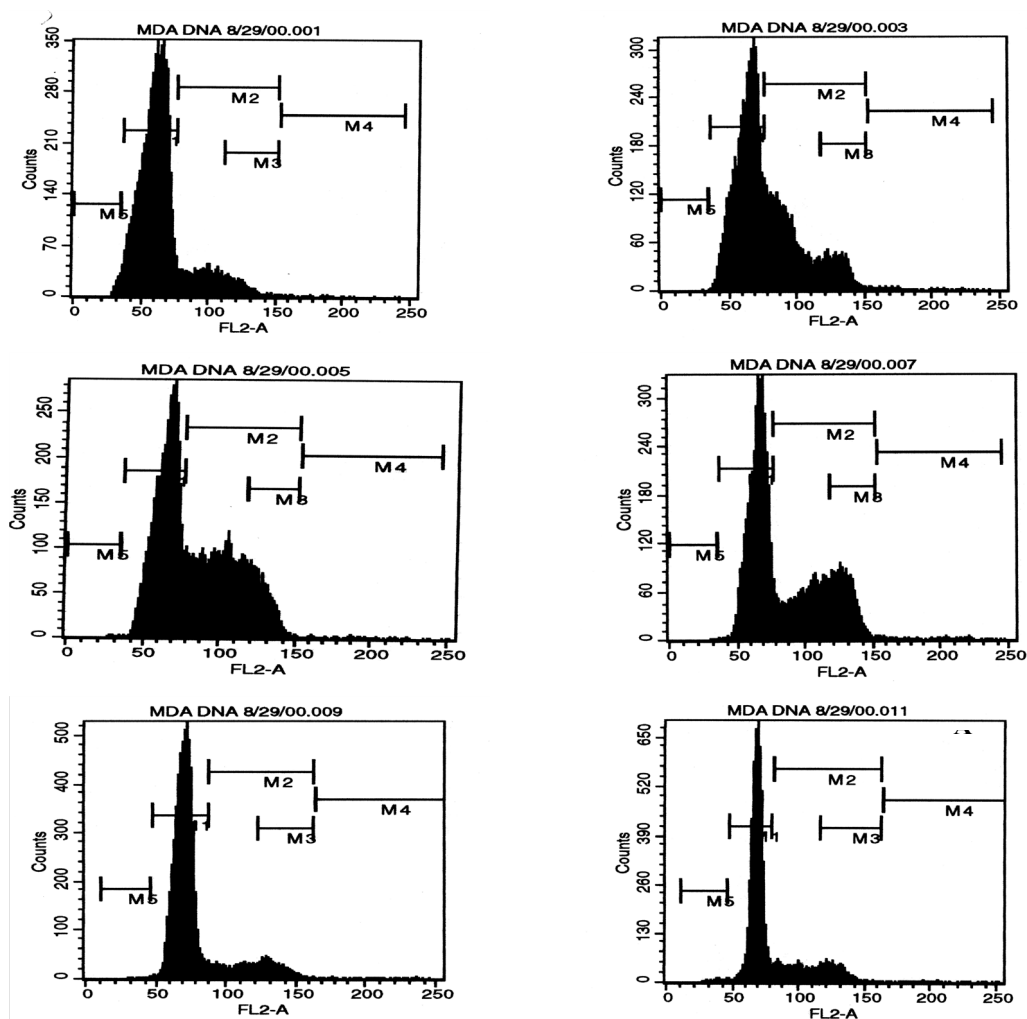 MDA DNA 8/29/00.001
350
280
210
140
70
0
Counts
M2
M4
M3
M5
0 50 100 150 200 250
FL2-A
MDA DNA 8/29/00.003
300
240
180
120
60
0
Counts
M2
M4
M3
M5
0 50 100 150 200 250
FL2-A
MDA DNA 8/29/00.005
250
200
150
100
50
0
Counts
M2
M4
M3
M5
0 50 100 150 200 250
FL2-A
MDA DNA 8/29/00.007
300
240
180
120
60
0
Counts
M2
M4
M3
M5
0 50 100 150 200 250
FL2-A
MDA DNA 8/29/00.009
500
400
300
200
100
0
Counts
M2
M4
M3
M5
0 50 100 150 200 250
FL2-A
MDA DNA 8/29/00.011
650
520
390
260
130
0
Counts
M2
M4
M3
M5
0 50 100 150 200 250
FL2-A